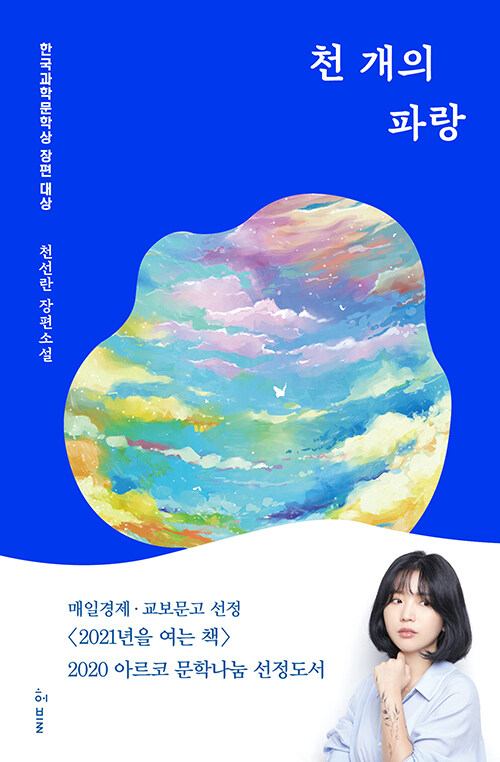 천 개의
파랑
한국과학문학상 장편 대상
천선란 장편소설
매일경제 · 교보문고 선정
〈2021년을 여는 책〉
2020 아르코 문학나눔 선정도서
허블